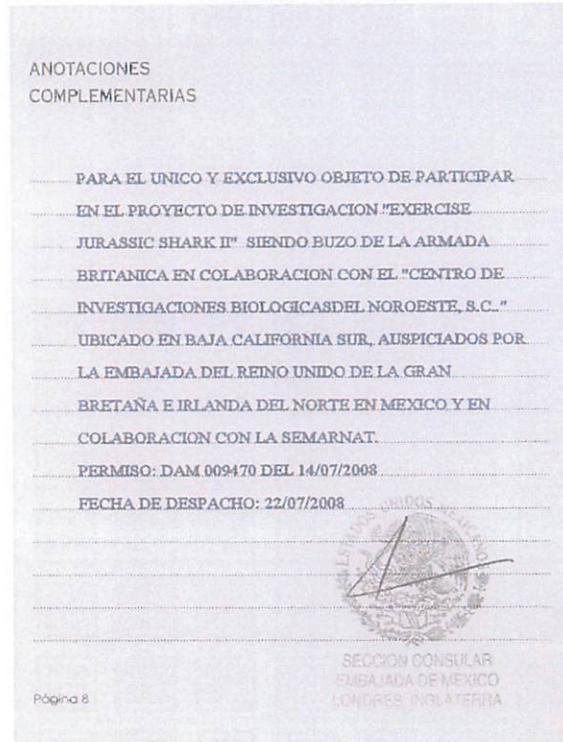 ANOTACIONES
COMPLEMENTARIAS
PARA EL UNICO Y EXCLUSIVO OBJETO DE PARTICIPAR
EN EL PROYECTO DE INVESTIGACION "EXERCISE
JURASSIC SHARK II" SIENDO BUZO DE LA ARMADA
BRITANICA EN COLABORACION CON EL "CENTRO DE
INVESTIGACIONES BIOLOGICASDEL NOROESTE, S.C.."
UBICADO EN BAJA CALIFORNIA SUR, AUSPICIADOS POR
LA EMBAJADA DEL REINO UNIDO DE LA GRAN
BRETAÑA E IRLANDA DEL NORTE EN MEXICO Y EN
COLABORACION CON LA SEMARNAT.
PERMISO: DAM 009470 DEL 14/07/2008
FECHA DE DESPACHO: 22/07/2008
ESTADOS UNIDOS MEXICANO
SECCION CONSULAR
EMBAJADA DE MEXICO
LONDRES INGLATERRA
Página 8